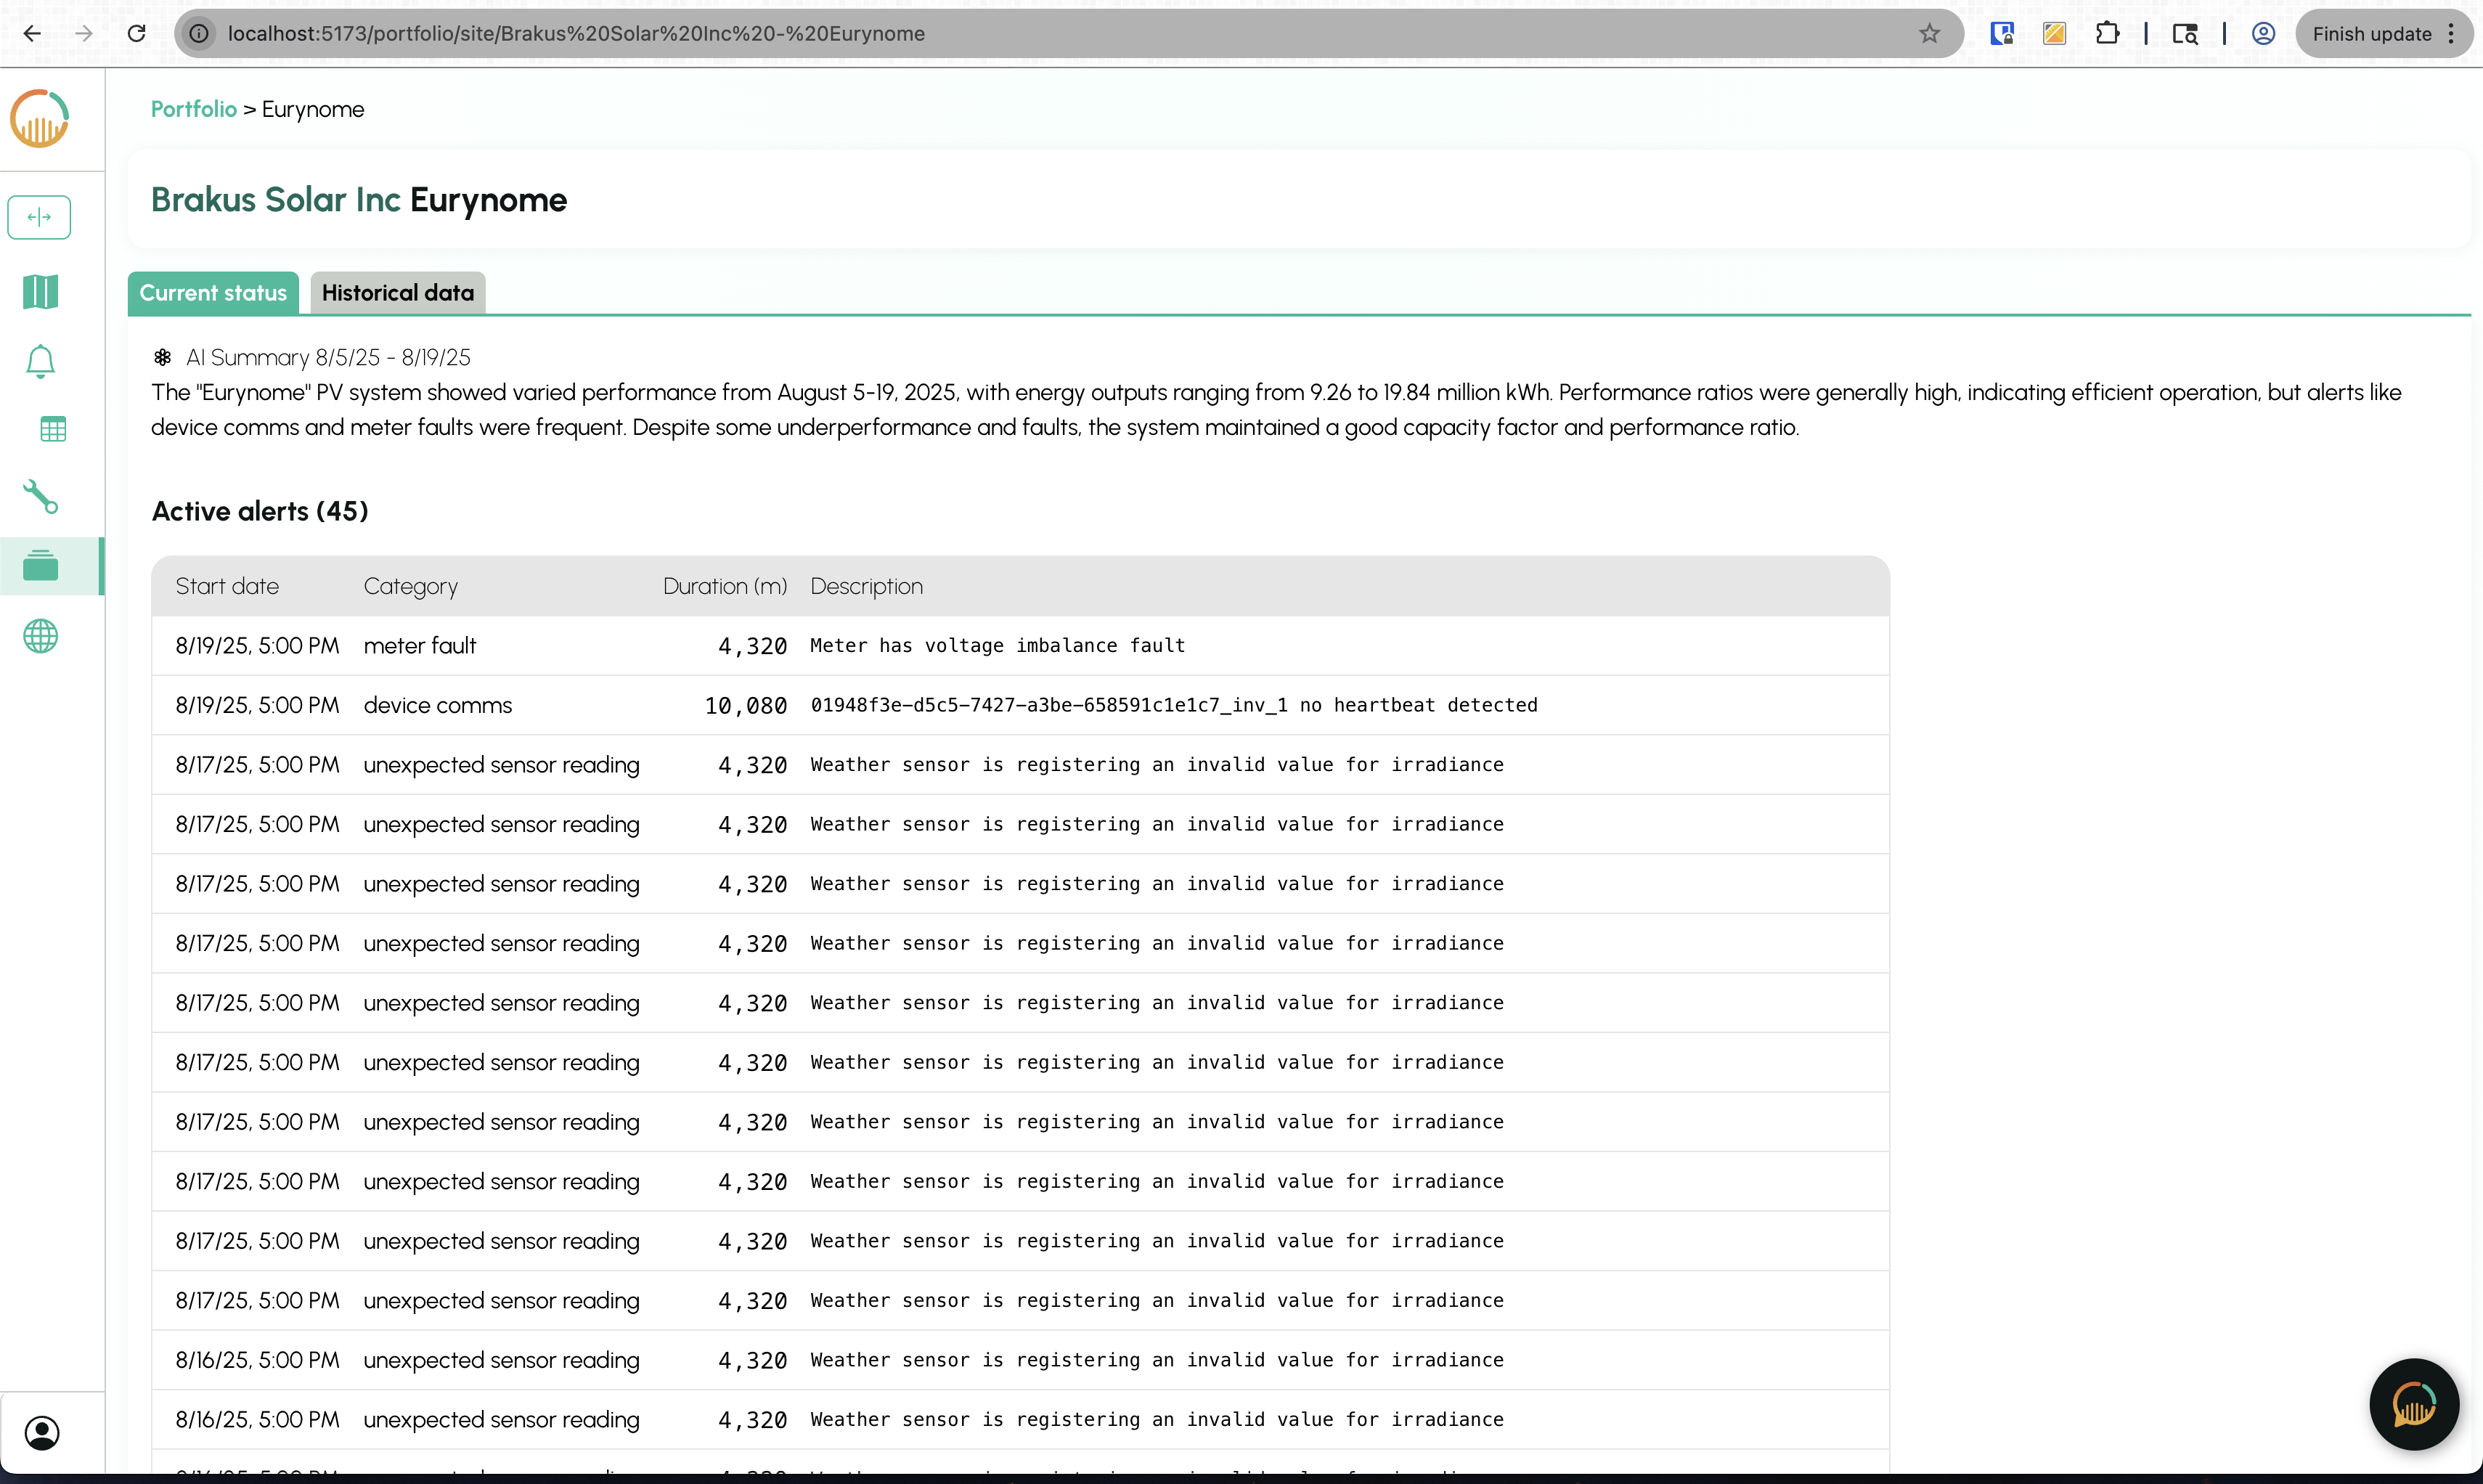 localhost:5173/portfolio/site/Brakus%20Solar%20Inc%20-%20Eurynome
Finish update
Portfolio > Eurynome
Brakus Solar Inc Eurynome
Current status
Historical data
AI Summary 8/5/25 - 8/19/25
The "Eurynome" PV system showed varied performance from August 5-19, 2025, with energy outputs ranging from 9.26 to 19.84 million kWh. Performance ratios were generally high, indicating efficient operation, but alerts like
device comms and meter faults were frequent. Despite some underperformance and faults, the system maintained a good capacity factor and performance ratio.
Active alerts (45)
Start date Category Duration (m) Description
8/19/25, 5:00 PM meter fault 4,320 Meter has voltage imbalance fault
8/19/25, 5:00 PM device comms 10,080 01948f3e-d5c5-7427-a3be-658591c1e1c7_inv_1 no heartbeat detected
8/17/25, 5:00 PM unexpected sensor reading 4,320 Weather sensor is registering an invalid value for irradiance
8/17/25, 5:00 PM unexpected sensor reading 4,320 Weather sensor is registering an invalid value for irradiance
8/17/25, 5:00 PM unexpected sensor reading 4,320 Weather sensor is registering an invalid value for irradiance
8/17/25, 5:00 PM unexpected sensor reading 4,320 Weather sensor is registering an invalid value for irradiance
8/17/25, 5:00 PM unexpected sensor reading 4,320 Weather sensor is registering an invalid value for irradiance
8/17/25, 5:00 PM unexpected sensor reading 4,320 Weather sensor is registering an invalid value for irradiance
8/17/25, 5:00 PM unexpected sensor reading 4,320 Weather sensor is registering an invalid value for irradiance
8/17/25, 5:00 PM unexpected sensor reading 4,320 Weather sensor is registering an invalid value for irradiance
8/17/25, 5:00 PM unexpected sensor reading 4,320 Weather sensor is registering an invalid value for irradiance
8/17/25, 5:00 PM unexpected sensor reading 4,320 Weather sensor is registering an invalid value for irradiance
8/16/25, 5:00 PM unexpected sensor reading 4,320 Weather sensor is registering an invalid value for irradiance
8/16/25, 5:00 PM unexpected sensor reading 4,320 Weather sensor is registering an invalid value for irradiance